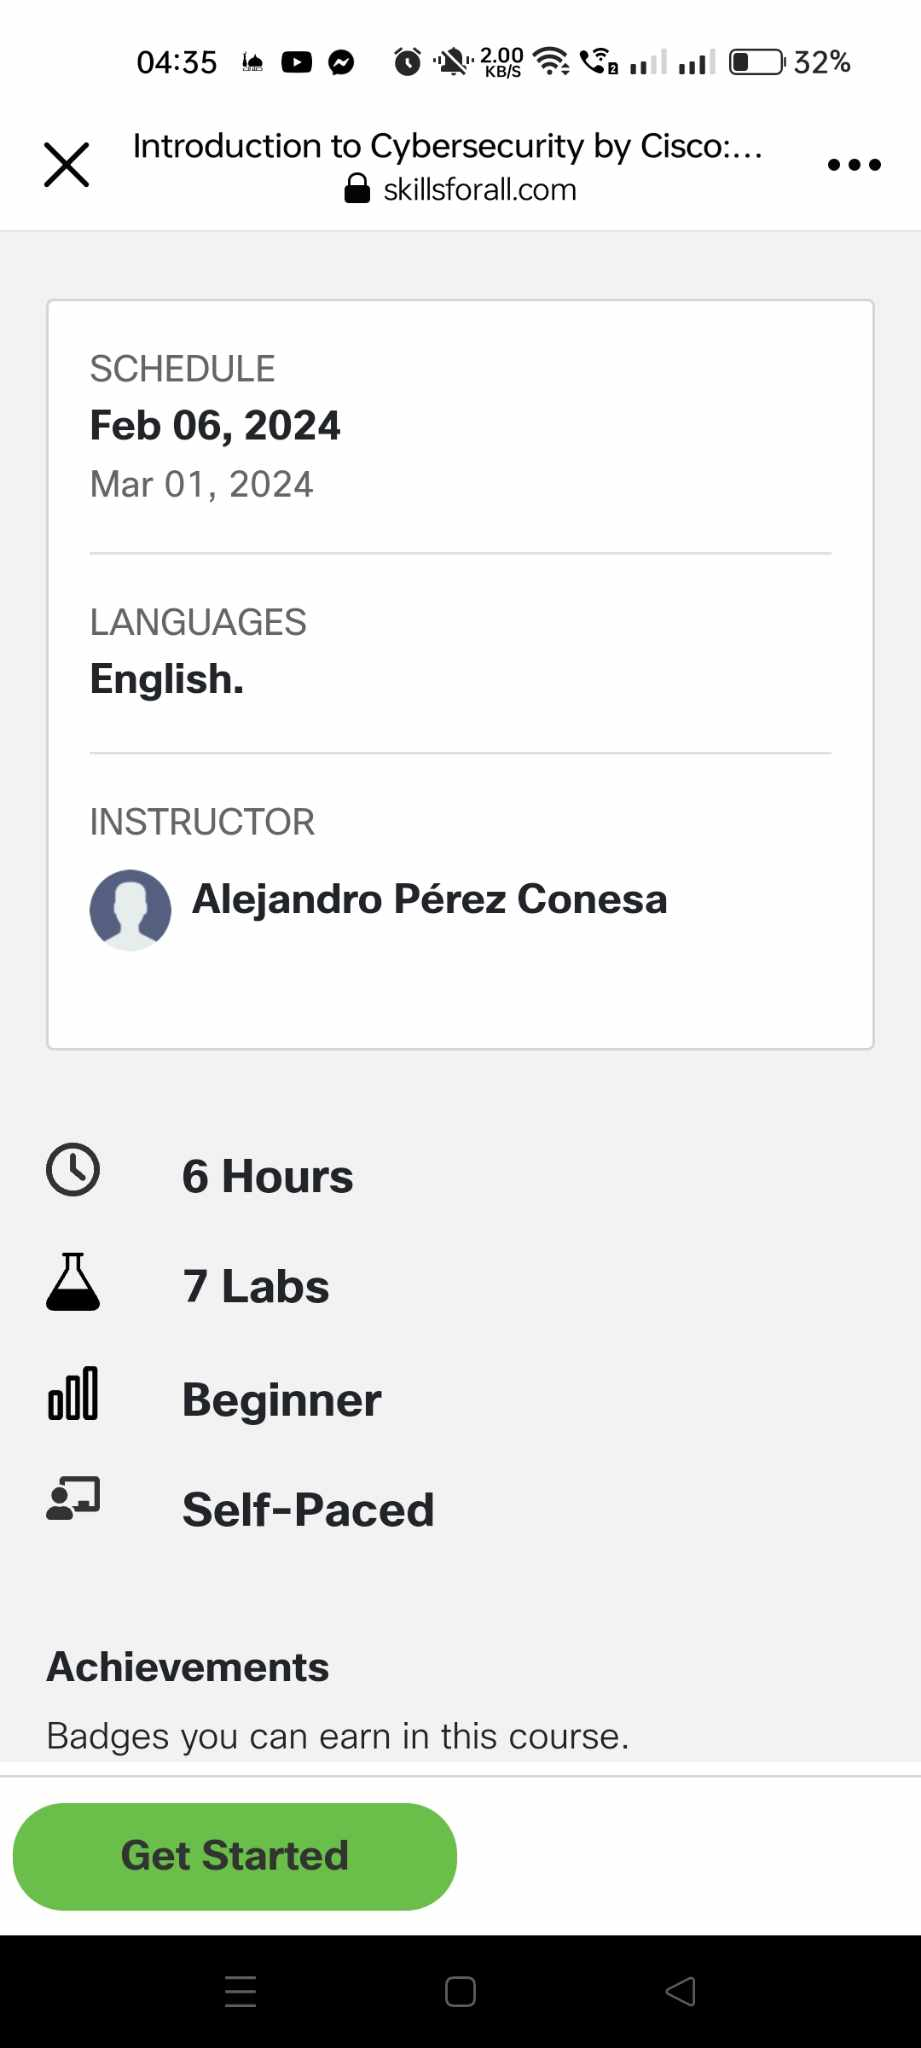 04:35 2.00 KB/S 2 32%
Introduction to Cybersecurity by Cisco:...
skillsforall.com
SCHEDULE
Feb 06, 2024
Mar 01, 2024
LANGUAGES
English.
INSTRUCTOR
Alejandro Pérez Conesa
6 Hours
7 Labs
Beginner
Self-Paced
Achievements
Badges you can earn in this course.
Get Started